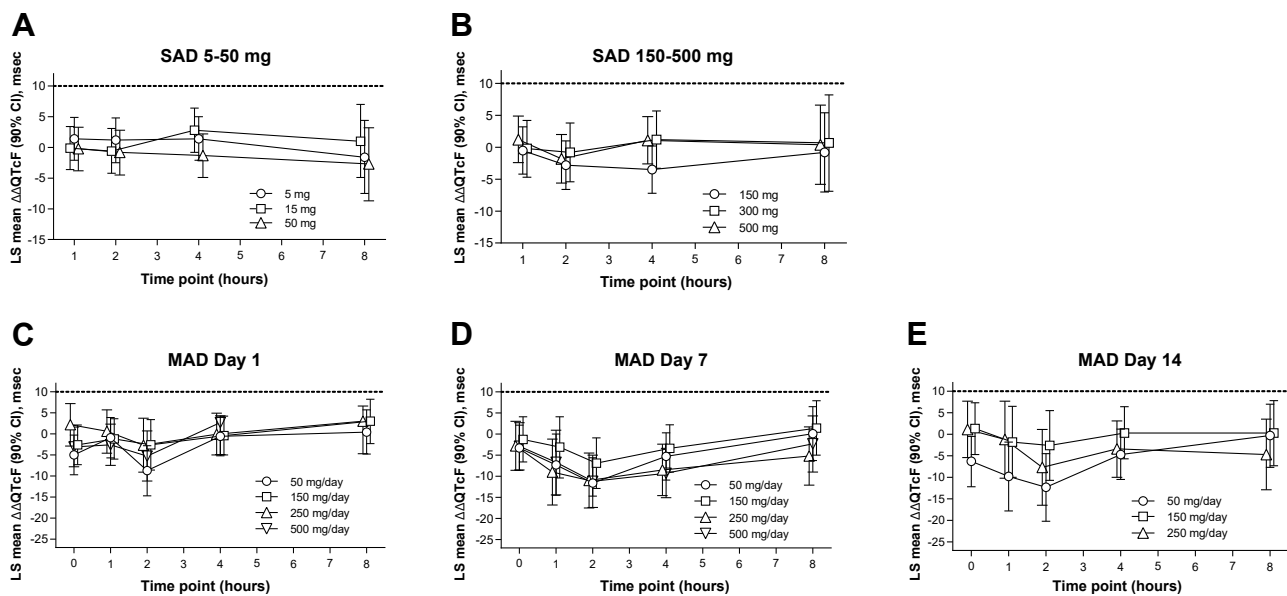 A
SAD 5-50 mg
LS mean ΔΔQTcF (90% CI), msec
10
5
0
-5
-10
-15
5 mg
15 mg
50 mg
1 2 3 4 5 6 7 8
Time point (hours)
B
SAD 150-500 mg
LS mean ΔΔQTcF (90% CI), msec
10
5
0
-5
-10
-15
150 mg
300 mg
500 mg
1 2 3 4 5 6 7 8
Time point (hours)
C
MAD Day 1
LS mean ΔΔQTcF (90% CI), msec
10
5
0
-5
-10
-15
-20
-25
50 mg/day
150 mg/day
250 mg/day
500 mg/day
0 1 2 3 4 5 6 7 8
Time point (hours)
D
MAD Day 7
LS mean ΔΔQTcF (90% CI), msec
10
5
0
-5
-10
-15
-20
-25
50 mg/day
150 mg/day
250 mg/day
500 mg/day
0 1 2 3 4 5 6 7 8
Time point (hours)
E
MAD Day 14
LS mean ΔΔQTcF (90% CI), msec
10
5
0
-5
-10
-15
-20
-25
50 mg/day
150 mg/day
250 mg/day
0 1 2 3 4 5 6 7 8
Time point (hours)